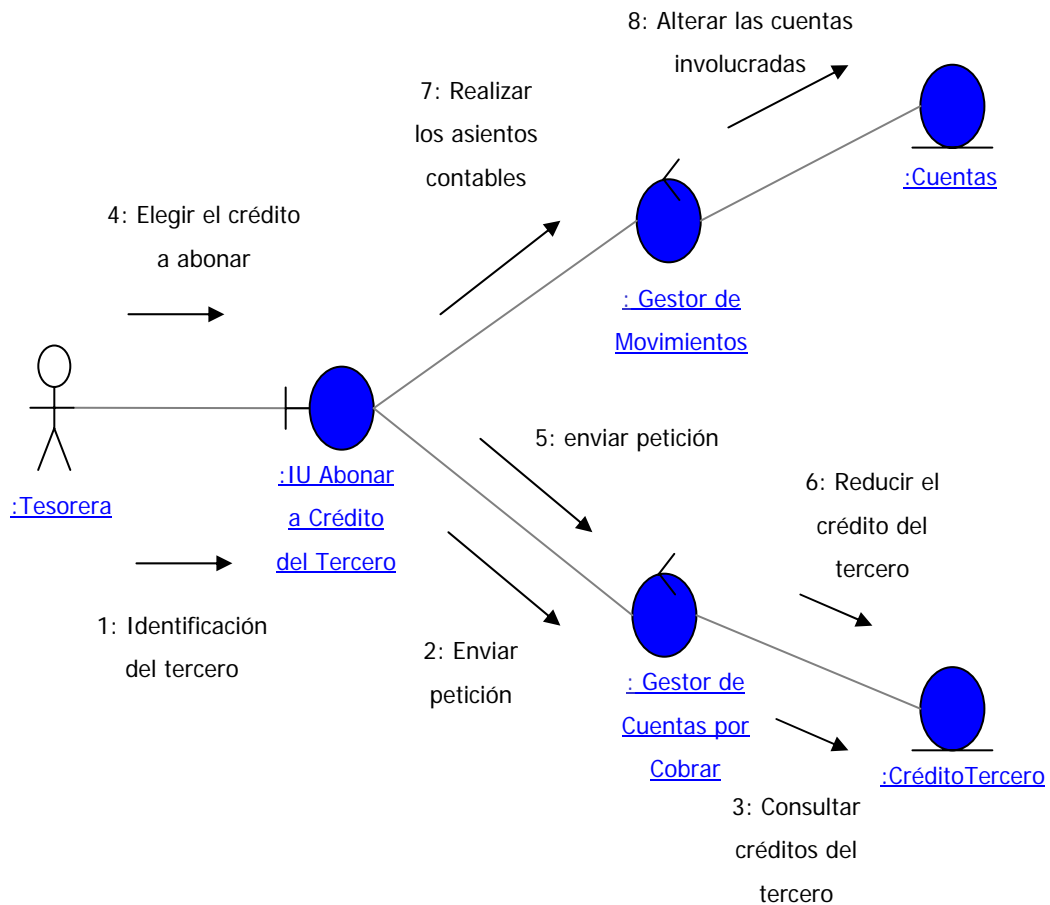 8: Alterar las cuentas
involucradas
7: Realizar
los asientos
contables
:Cuentas
4: Elegir el crédito
a abonar
: Gestor de
Movimientos
5: enviar petición
:IU Abonar
a Crédito
del Tercero
:Tesorera
6: Reducir el
crédito del
tercero
1: Identificación
del tercero
2: Enviar
petición
: Gestor de
Cuentas por
Cobrar
:CréditoTercero
3: Consultar
créditos del
tercero